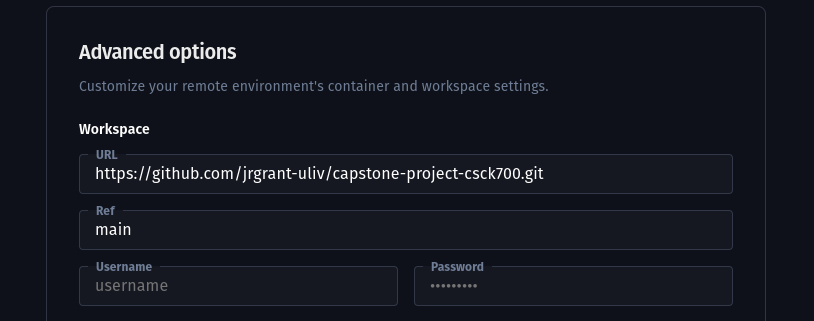 Advanced options
Customize your remote environment's container and workspace settings.
Workspace
URL
https://github.com/jrgrant-uliv/capstone-project-csck700.git
Ref
main
Username
username
Password
•••••••••